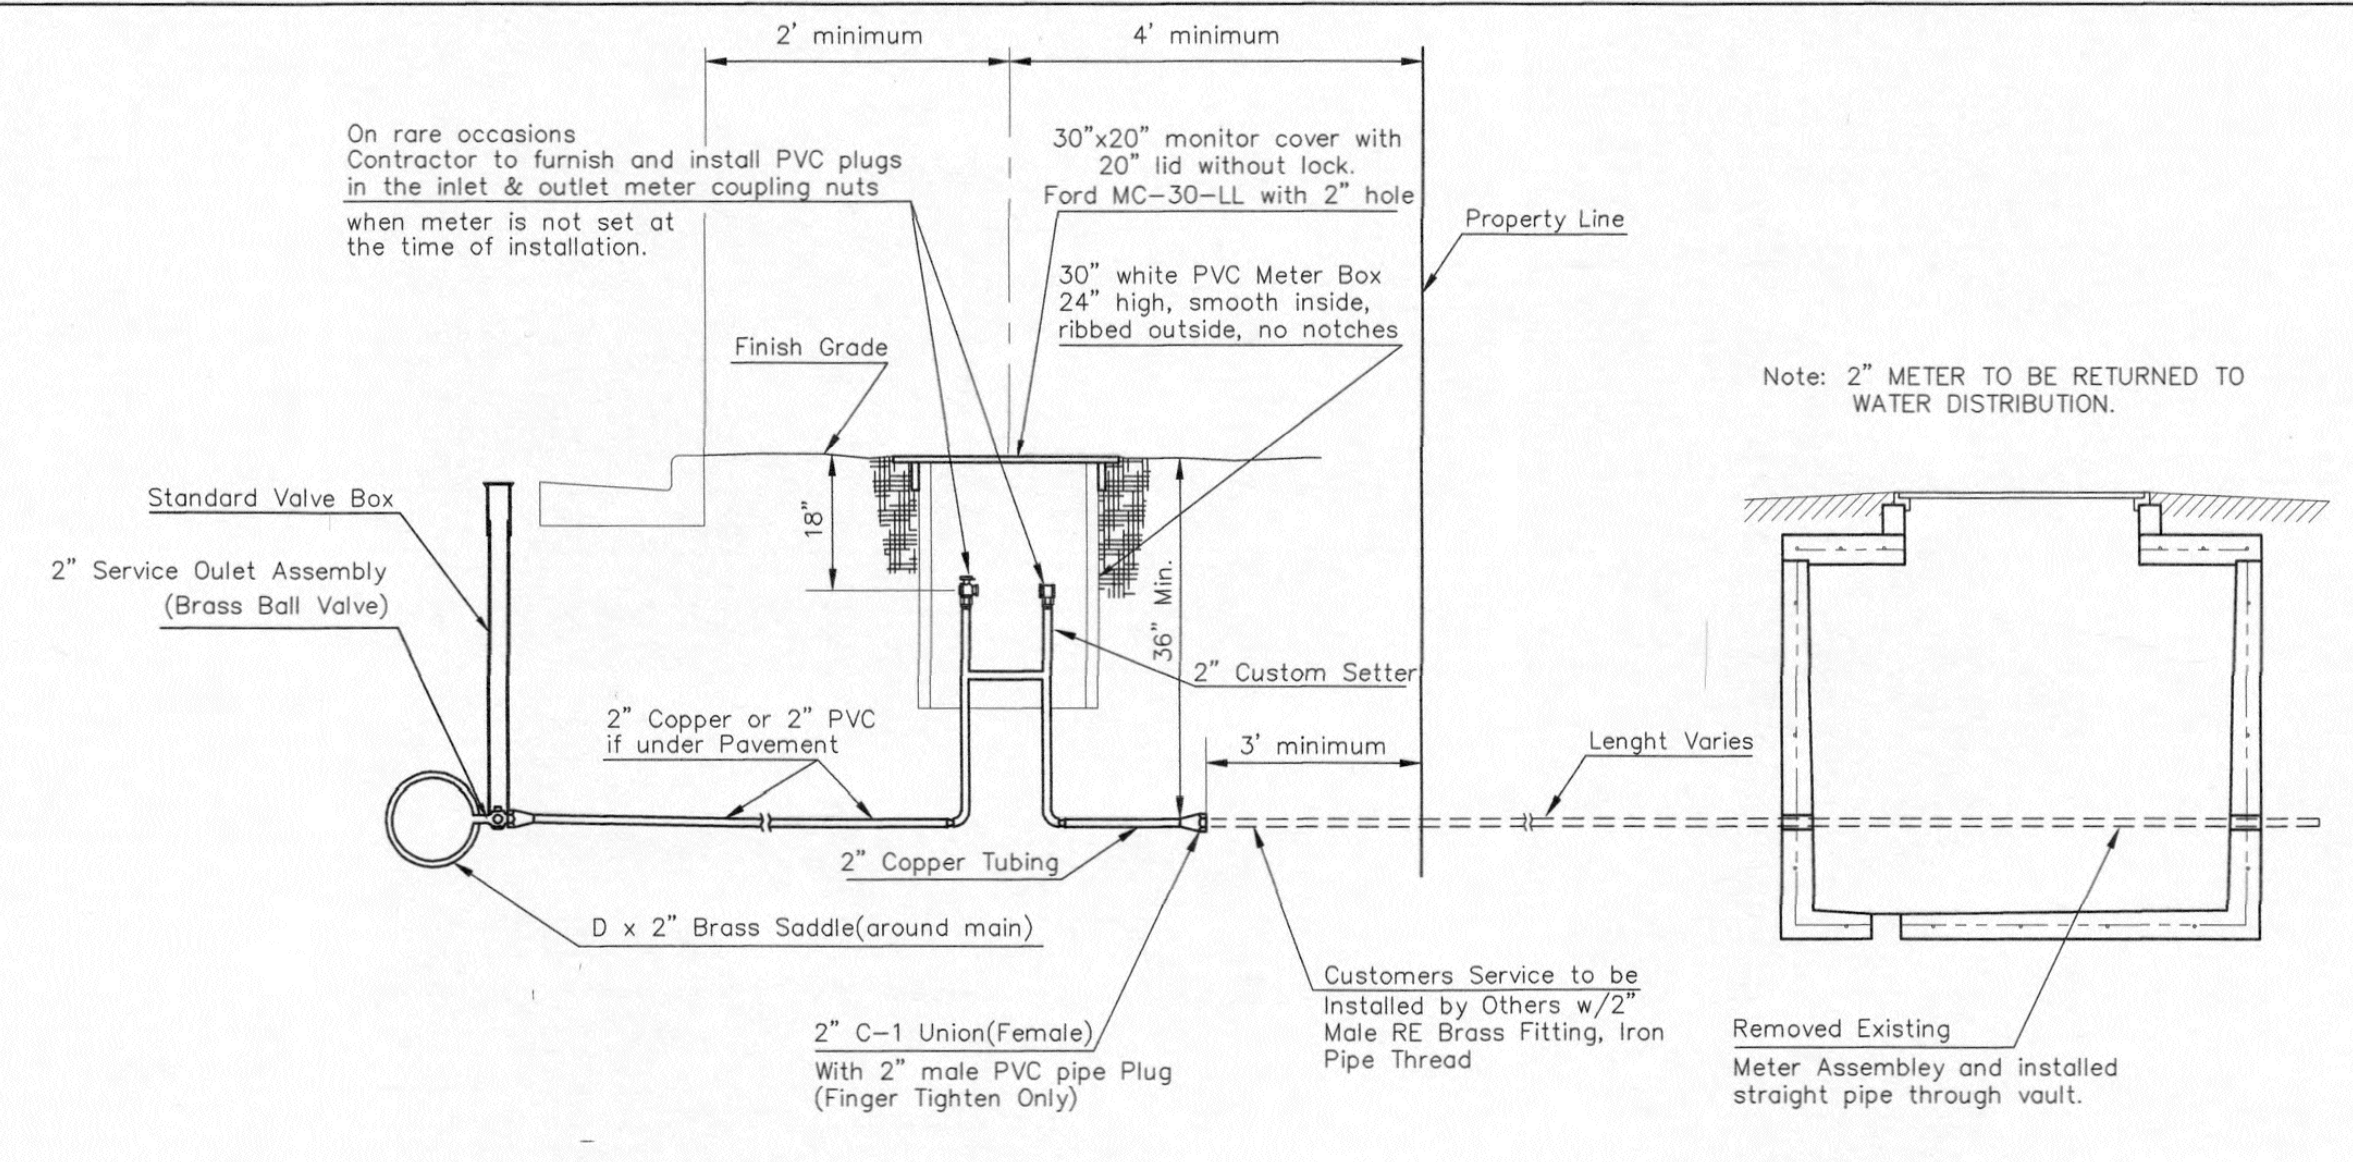 2’ minimum
4’ minimum
On rare occasions
Contractor to furnish and install PVC plugs
in the inlet & outlet meter coupling nuts
when meter is not set at
the time of installation.
30”x20” monitor cover with
20” lid without lock.
Ford MC-30-LL with 2” hole
Property Line
30” white PVC Meter Box
24” high, smooth inside,
ribbed outside, no notches
Finish Grade
Note: 2” METER TO BE RETURNED TO
WATER DISTRIBUTION.
Standard Valve Box
18”
2” Service Oulet Assembly
(Brass Ball Valve)
36” Min.
2” Custom Setter
2” Copper or 2” PVC
if under Pavement
3’ minimum
Lenght Varies
2” Copper Tubing
D x 2” Brass Saddle(around main)
2” C-1 Union(Female)
With 2” male PVC pipe Plug
(Finger Tighten Only)
Customers Service to be
Installed by Others w/2”
Male RE Brass Fitting, Iron
Pipe Thread
Removed Existing
Meter Assembley and installed
straight pipe through vault.